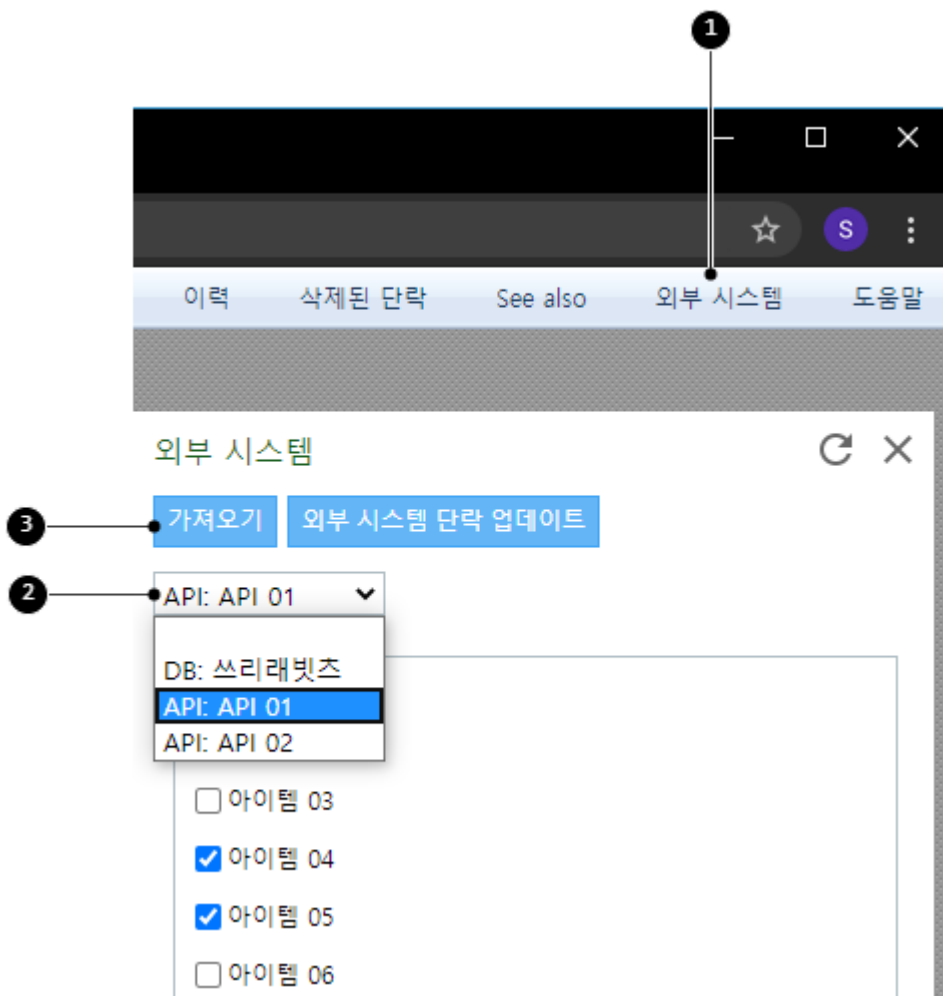 1
S
이력 삭제된 단락 See also 외부 시스템 도움말
외부 시스템
3 가져오기 외부 시스템 단락 업데이트
2 API: API 01
DB: 쓰리래빗츠
API: API 01
API: API 02
아이템 03
아이템 04
아이템 05
아이템 06